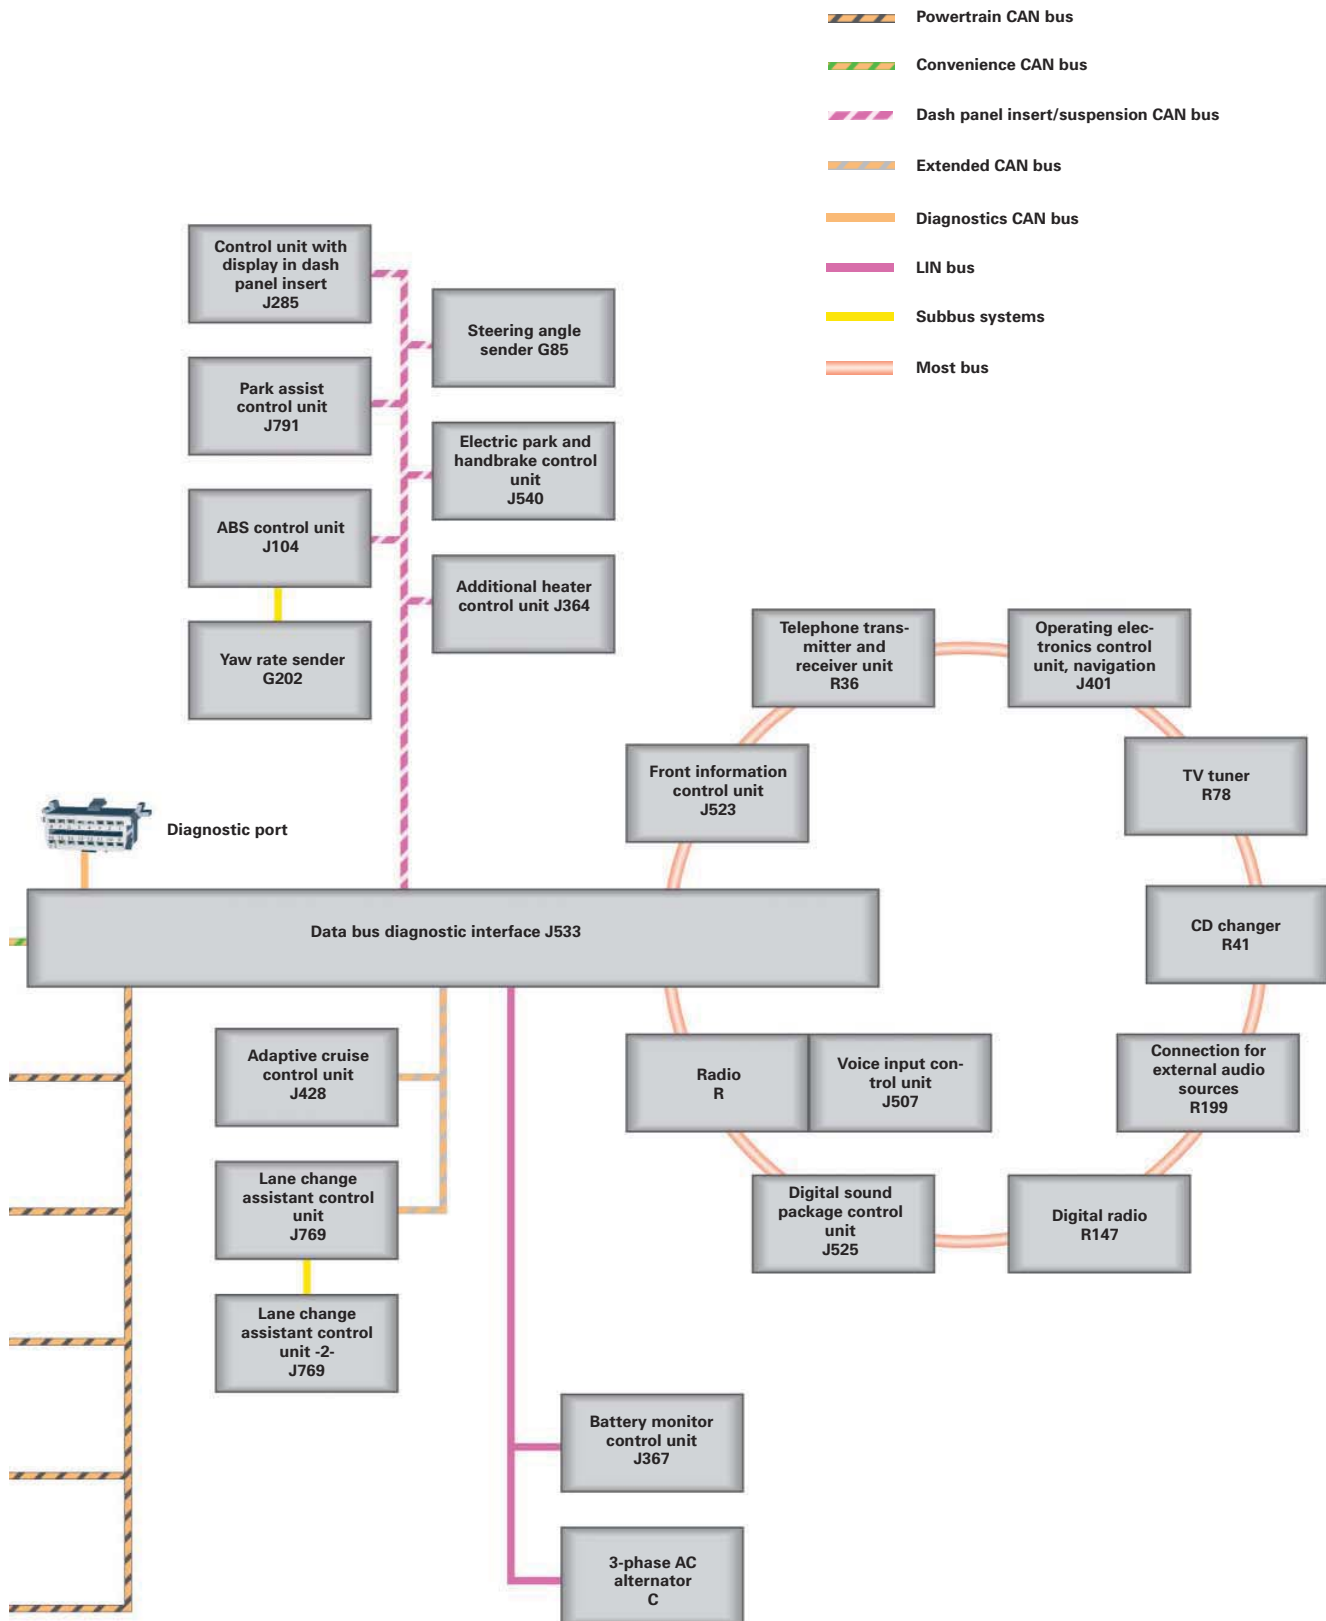 Powertrain CAN bus
Convenience CAN bus
Dash panel insert/suspension CAN bus
Extended CAN bus
Diagnostics CAN bus
LIN bus
Subbus systems
Most bus
Control unit with
display in dash
panel insert
J285
Steering angle
sender G85
Park assist
control unit
J791
Electric park and
handbrake control
unit
J540
ABS control unit
J104
Additional heater
control unit J364
Yaw rate sender
G202
Telephone trans-
mitter and
receiver unit
R36
Operating elec-
tronics control
unit, navigation
J401
Front information
control unit
J523
TV tuner
R78
Diagnostic port
Data bus diagnostic interface J533
CD changer
R41
Adaptive cruise
control unit
J428
Radio
R
Voice input con-
trol unit
J507
Connection for
external audio
sources
R199
Lane change
assistant control
unit
J769
Digital sound
package control
unit
J525
Digital radio
R147
Lane change
assistant control
unit -2-
J769
Battery monitor
control unit
J367
3-phase AC
alternator
C